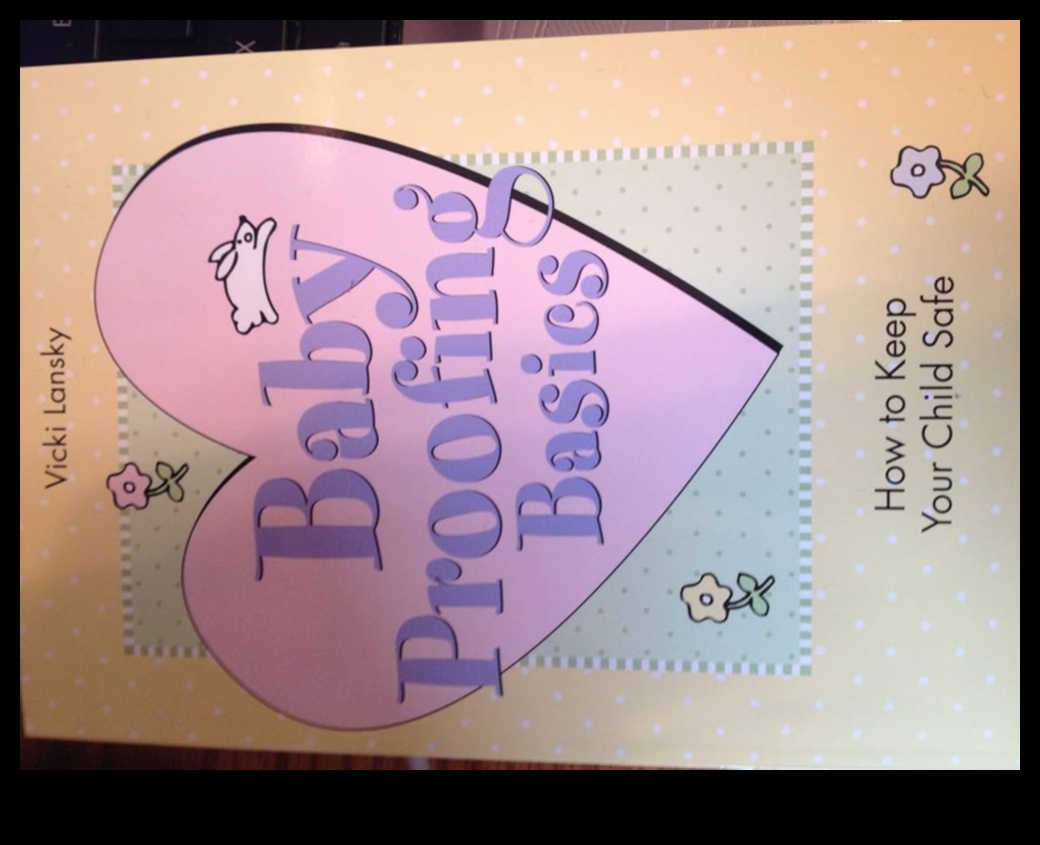 Vicki Lansky
Baby
Proofing
Basics
How to Keep
Your Child Safe
X